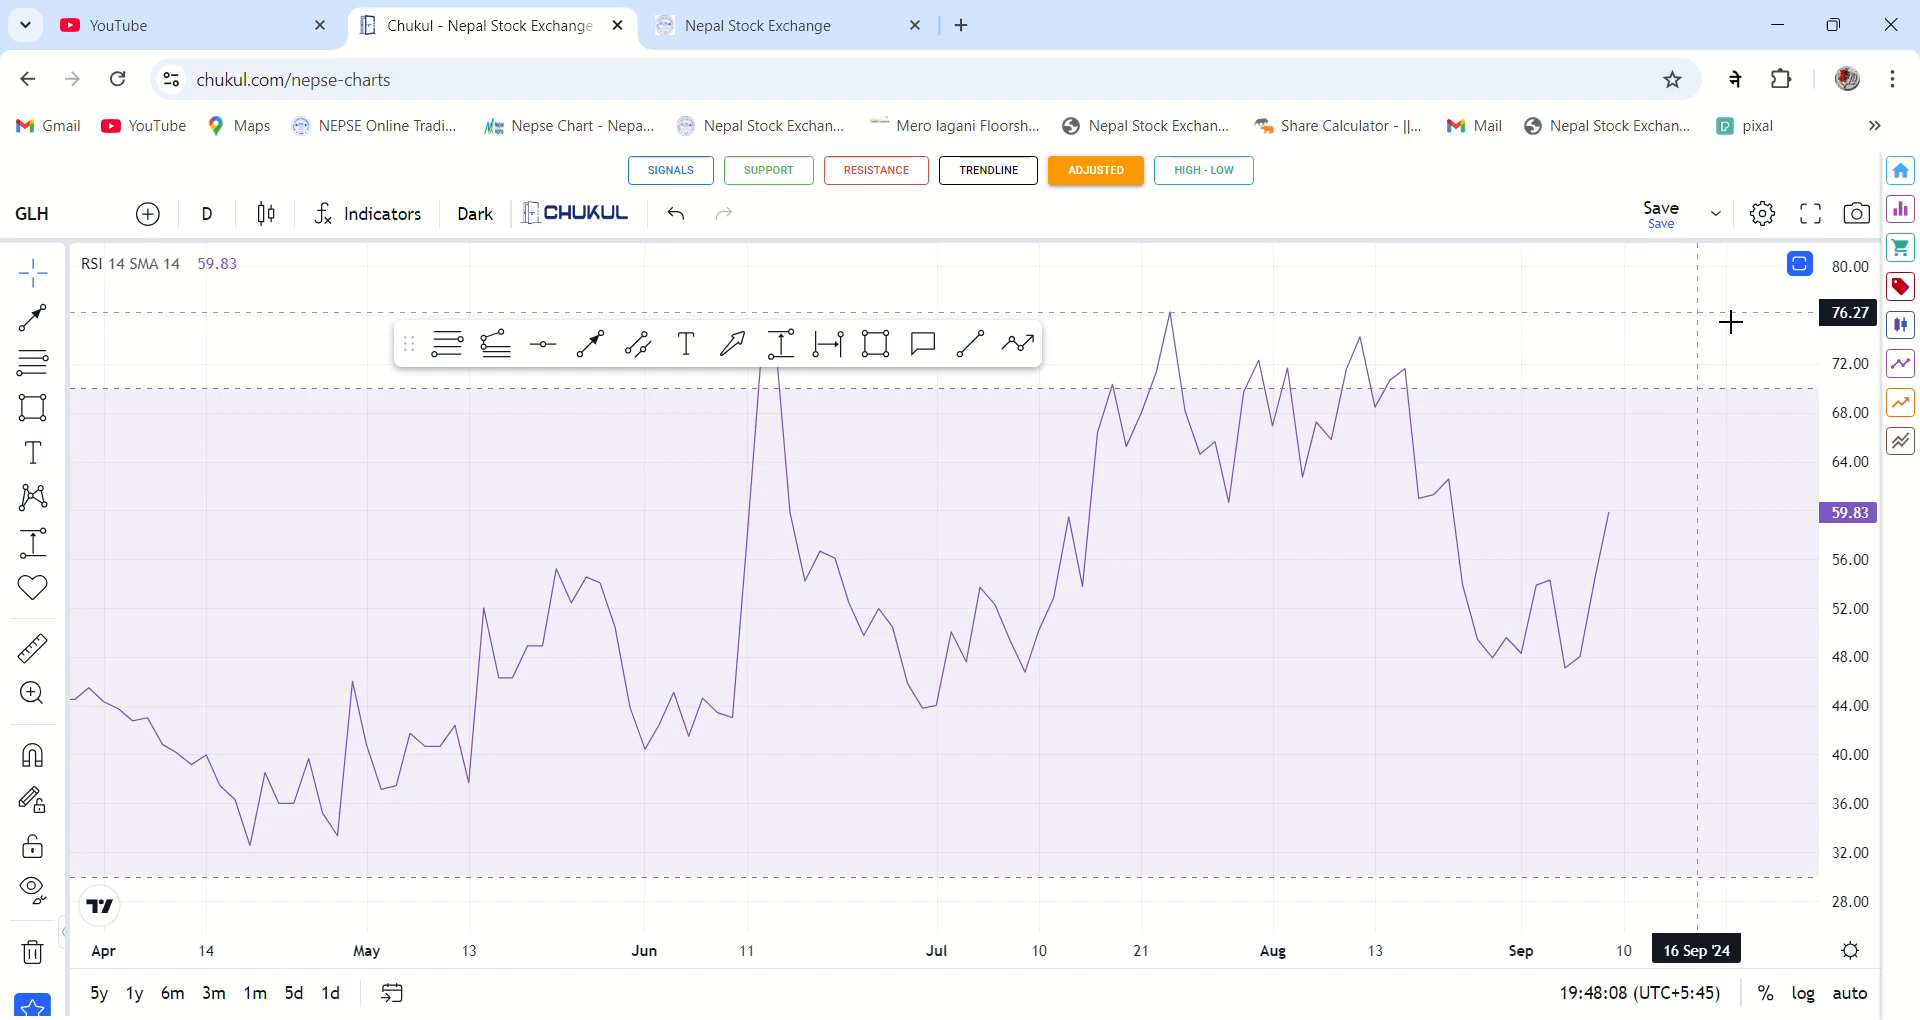 YouTube
Chukul - Nepal Stock Exchange
Nepal Stock Exchange
chukul.com/nepse-charts
ने
Gmail
YouTube
Maps
NEPSE Online Tradi...
Nepse Chart - Nepa...
Nepal Stock Exchan...
Mero lagani Floorsh...
Nepal Stock Exchan...
Share Calculator - ||...
Mail
Nepal Stock Exchan...
pixal
SIGNALS
SUPPORT
RESISTANCE
TRENDLINE
ADJUSTED
HIGH - LOW
GLH
D
Indicators
Dark
CHUKUL
Save
Save
RSI 14 SMA 14 59.83
80.00
76.27
72.00
68.00
64.00
59.83
56.00
52.00
48.00
44.00
40.00
36.00
32.00
28.00
Apr
14
May
13
Jun
11
Jul
10
21
Aug
13
Sep
10
16 Sep '24
5y
1y
6m
3m
1m
5d
1d
19:48:08 (UTC+5:45)
%
log
auto